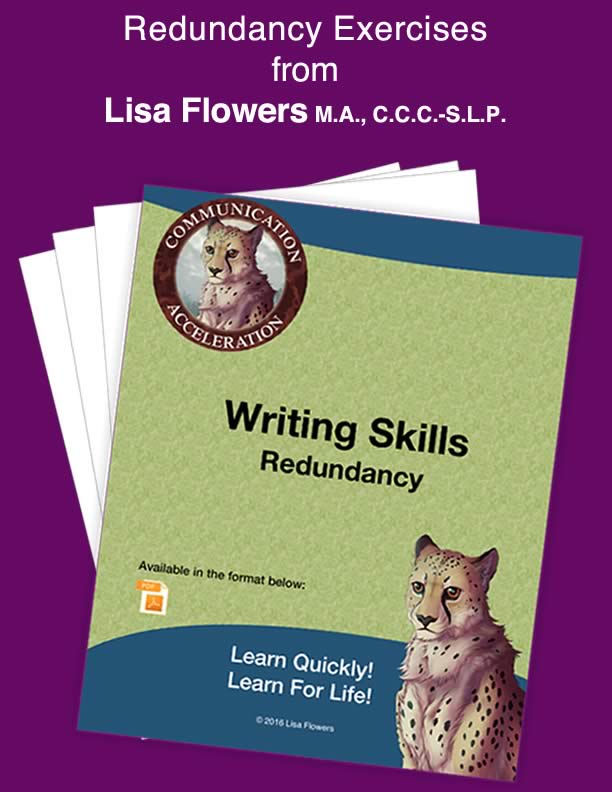 Redundancy Exercises
from
Lisa Flowers M.A., C.C.C.-S.L.P.
COMMUNICATION
ACCELERATION
Writing Skills
Redundancy
Available in the format below:
PDF
Learn Quickly!
Learn For Life!
© 2016 Lisa Flowers